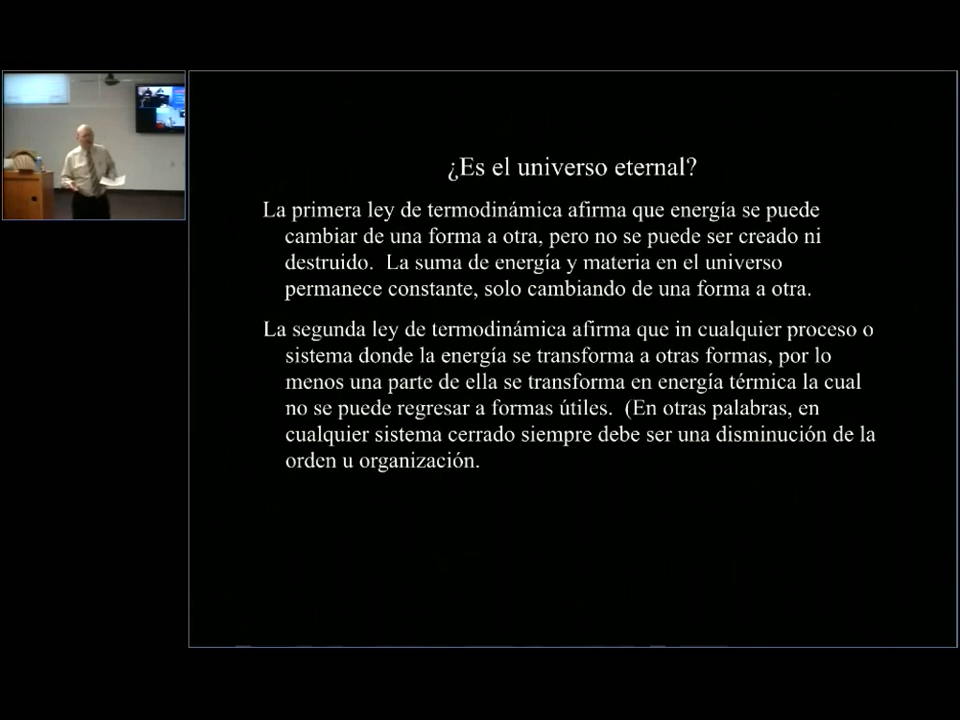 ¿Es el universo eternal?
La primera ley de termodinámica afirma que energía se puede
cambiar de una forma a otra, pero no se puede ser creado ni
destruido. La suma de energía y materia en el universo
permanece constante, solo cambiando de una forma a otra.
La segunda ley de termodinámica afirma que in cualquier proceso o
sistema donde la energía se transforma a otras formas, por lo
menos una parte de ella se transforma en energía térmica la cual
no se puede regresar a formas útiles. (En otras palabras, en
cualquier sistema cerrado siempre debe ser una disminución de la
orden u organización.